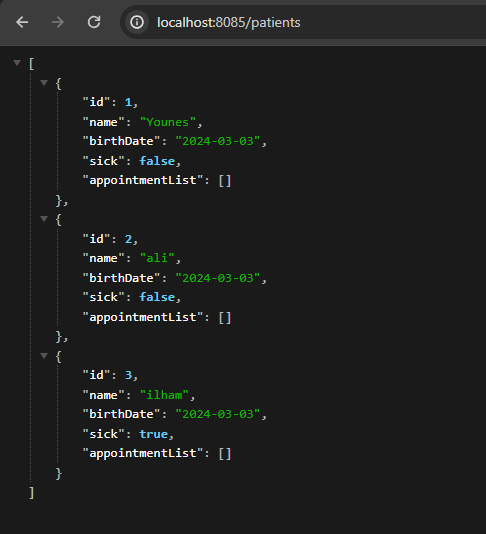 localhost:8085/patients
[
{
"id": 1,
"name": "Younes",
"birthDate": "2024-03-03",
"sick": false,
"appointmentList": []
},
{
"id": 2,
"name": "ali",
"birthDate": "2024-03-03",
"sick": false,
"appointmentList": []
},
{
"id": 3,
"name": "ilham",
"birthDate": "2024-03-03",
"sick": true,
"appointmentList": []
}
]